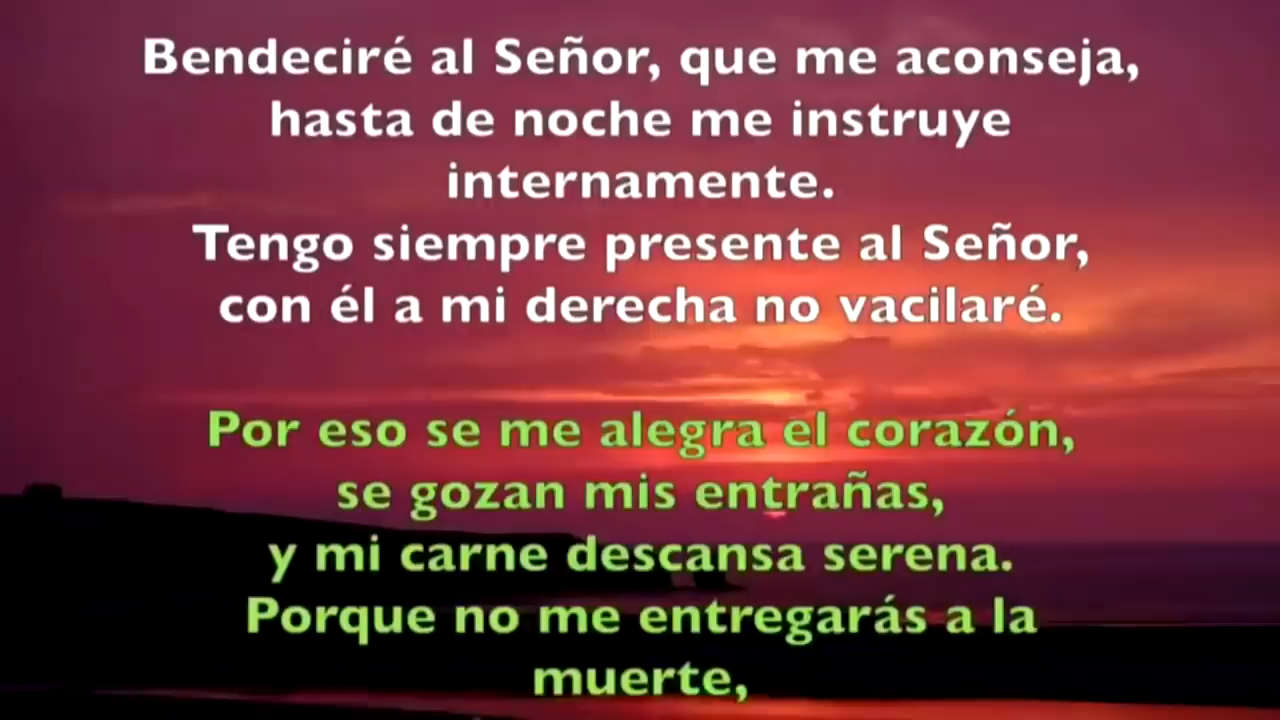 Bendeciré al Señor, que me aconseja,
hasta de noche me instruye
internamente.
Tengo siempre presente al Señor,
con él a mi derecha no vacilaré.
Por eso se me alegra el corazón,
se gozan mis entrañas,
y mi carne descansa serena.
Porque no me entregarás a la
muerte,